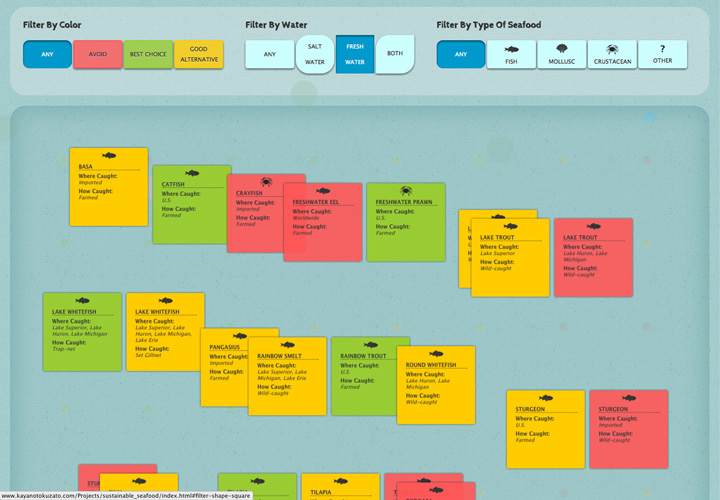 Filter By Color
Filter By Water
Filter By Type Of Seafood
ANY
AVOID
BEST CHOICE
GOOD
ALTERNATIVE
ANY
SALT
WATER
FRESH
WATER
BOTH
ANY
FISH
MOLLUSC
CRUSTACEAN
?
OTHER
BASA
Where Caught:
Imported
How Caught:
Farmed
CATFISH
Where Caught:
U.S.
How Caught:
Farmed
CRAYFISH
Where Caught:
Imported
How Caught:
Farmed
FRESHWATER EEL
Where Caught:
Worldwide
How Caught:
Farmed
FRESHWATER PRAWN
Where Caught:
U.S.
How Caught:
Farmed
LAKE TROUT
Where Caught:
Lake Superior
How Caught:
Wild-caught
LAKE TROUT
Where Caught:
Lake Huron, Lake
Michigan
How Caught:
Wild-caught
LAKE WHITEFISH
Where Caught:
Lake Superior, Lake
Huron, Lake Michigan
How Caught:
Trap-net
LAKE WHITEFISH
Where Caught:
Lake Superior, Lake
Huron, Lake Michigan,
Lake Erie
How Caught:
Set Gillnet
PANGASIUS
Where Caught
Imported
How Caught:
Farmed
RAINBOW SMELT
Where Caught:
Lake Superior, Lake
Michigan, Lake Erie
How Caught:
Wild-caught
RAINBOW TROUT
Where Caught:
U.S.
How Caught:
Farmed
ROUND WHITEFISH
Where Caught:
Lake Huron, Lake
Michigan
How Caught:
Wild-caught
STURGEON
Where Caught:
U.S.
How Caught:
Farmed
STURGEON
Where Caught:
Imported
How Caught:
Wild-caught
TILAPIA
TILAPIA
www.kayanotokuzato.com/Projects/sustainable_seafood/index.html#filter-shape-square